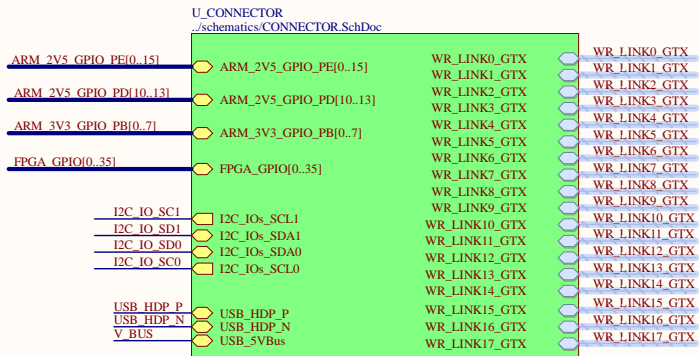 U_CONNECTOR
../schematics/CONNECTOR.SchDoc
ARM_2V5_GPIO_PE[0..15]
ARM_2V5_GPIO_PE[0..15]
ARM_2V5_GPIO_PD[10..13]
ARM_2V5_GPIO_PD[10..13]
ARM_3V3_GPIO_PB[0..7]
ARM_3V3_GPIO_PB[0..7]
FPGA_GPIO[0..35]
FPGA_GPIO[0..35]
I2C_IO_SC1
I2C_IOs_SCL1
I2C_IO_SD1
I2C_IOs_SDA1
I2C_IO_SD0
I2C_IOs_SDA0
I2C_IO_SC0
I2C_IOs_SCL0
USB_HDP_P
USB_HDP_P
USB_HDP_N
USB_HDP_N
V_BUS
USB_5VBus
WR_LINK0_GTX
WR_LINK0_GTX
WR_LINK1_GTX
WR_LINK1_GTX
WR_LINK2_GTX
WR_LINK2_GTX
WR_LINK3_GTX
WR_LINK3_GTX
WR_LINK4_GTX
WR_LINK4_GTX
WR_LINK5_GTX
WR_LINK5_GTX
WR_LINK6_GTX
WR_LINK6_GTX
WR_LINK7_GTX
WR_LINK7_GTX
WR_LINK8_GTX
WR_LINK8_GTX
WR_LINK9_GTX
WR_LINK9_GTX
WR_LINK10_GTX
WR_LINK10_GTX
WR_LINK11_GTX
WR_LINK11_GTX
WR_LINK12_GTX
WR_LINK12_GTX
WR_LINK13_GTX
WR_LINK13_GTX
WR_LINK14_GTX
WR_LINK14_GTX
WR_LINK15_GTX
WR_LINK15_GTX
WR_LINK16_GTX
WR_LINK16_GTX
WR_LINK17_GTX
WR_LINK17_GTX